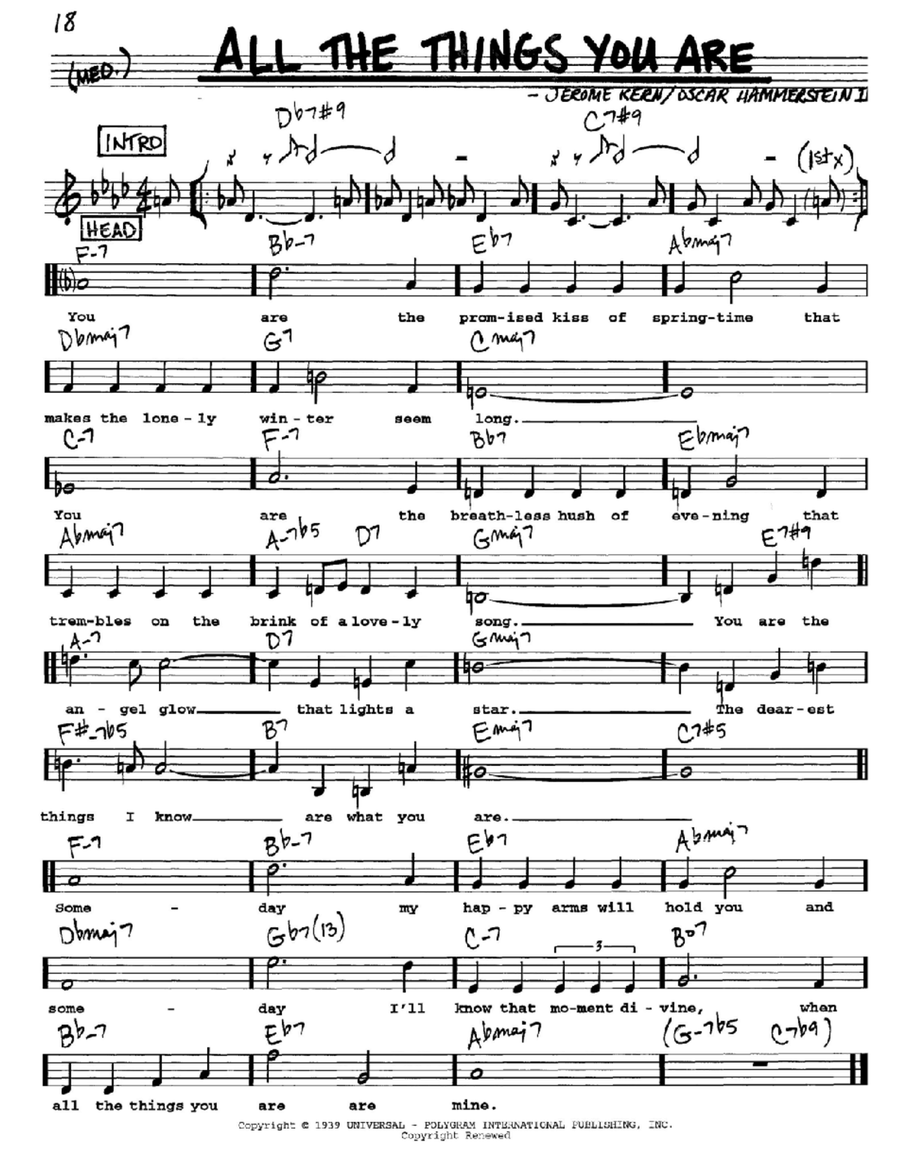 18
(MED.)
ALL THE THINGS YOU ARE
- JEROME KERN/OSCAR HAMMERSTEIN II
Db7#9 C7#9
INTRO
(1st x)
HEAD
F-7 Bb-7 Eb7 Abmaj7
You are the prom-ised kiss of spring-time that
Dbmaj7 G7 Cmaj7
makes the lone-ly win-ter seem long.
C-7 F-7 Bb7 Ebmaj7
You are the breath-less hush of eve-ning that
Abmaj7 A-7b5 D7 Gmaj7 E7#9
trem-bles on the brink of a love-ly song. You are the
A-7 D7 Gmaj7
an - gel glow that lights a star. The dear-est
F#-7b5 B7 Emaj7 C7#5
things I know are what you are.
F-7 Bb-7 Eb7 Abmaj7
Some - day my hap-py arms will hold you and
Dbmaj7 Gb7(13) C-7 Bo7
3
some - day I'll know that mo-ment di-vine, when
Bb-7 Eb7 Abmaj7 (G-7b5 C7b9)
all the things you are are mine.
Copyright © 1939 UNIVERSAL - POLYGRAM INTERNATIONAL PUBLISHING, INC.
Copyright Renewed